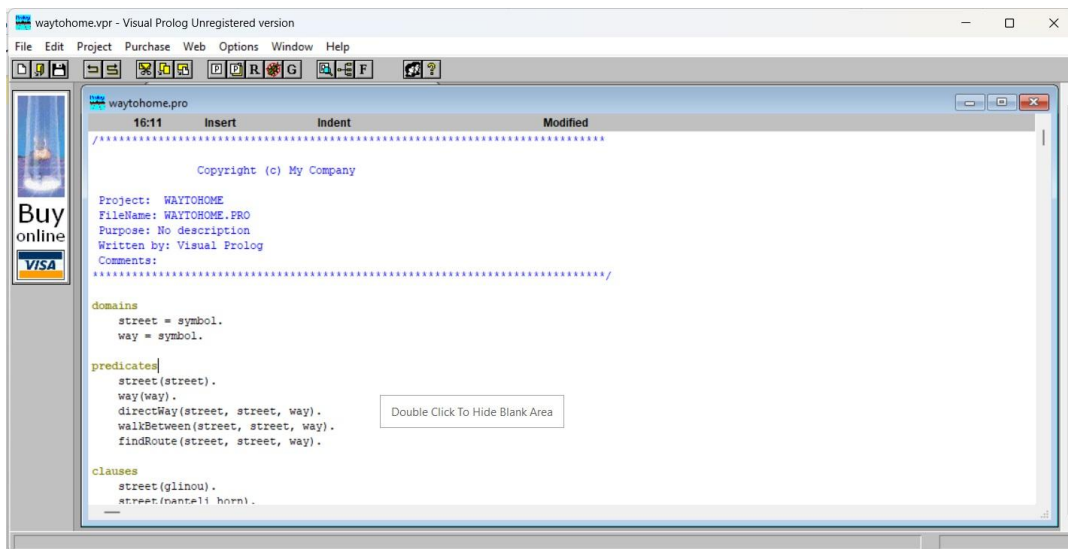 waytohome.vpr - Visual Prolog Unregistered version
File Edit Project Purchase Web Options Window Help
P P R G F ?
waytohome.pro
16:11 Insert Indent Modified
/******************************************************************************
Copyright (c) My Company
Project: WAYTOHOME
FileName: WAYTOHOME.PRO
Purpose: No description
Written by: Visual Prolog
Comments:
******************************************************************************/
domains
street = symbol.
way = symbol.
predicates
street(street).
way(way).
directWay(street, street, way).
walkBetween(street, street, way).
findRoute(street, street, way).
clauses
street(glinou).
street(panteli_horn).
Double Click To Hide Blank Area
Buy
online
VISA